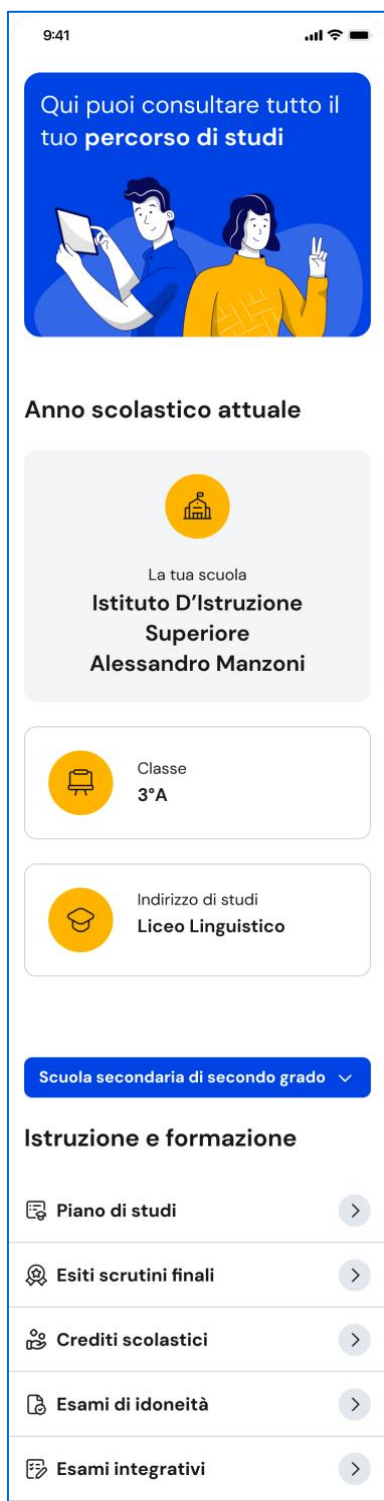 9:41
Qui puoi consultare tutto il
tuo percorso di studi
Anno scolastico attuale
La tua scuola
Istituto D’Istruzione
Superiore
Alessandro Manzoni
Classe
3°A
Indirizzo di studi
Liceo Linguistico
Scuola secondaria di secondo grado
Istruzione e formazione
Piano di studi
Esiti scrutini finali
Crediti scolastici
Esami di idoneità
Esami integrativi